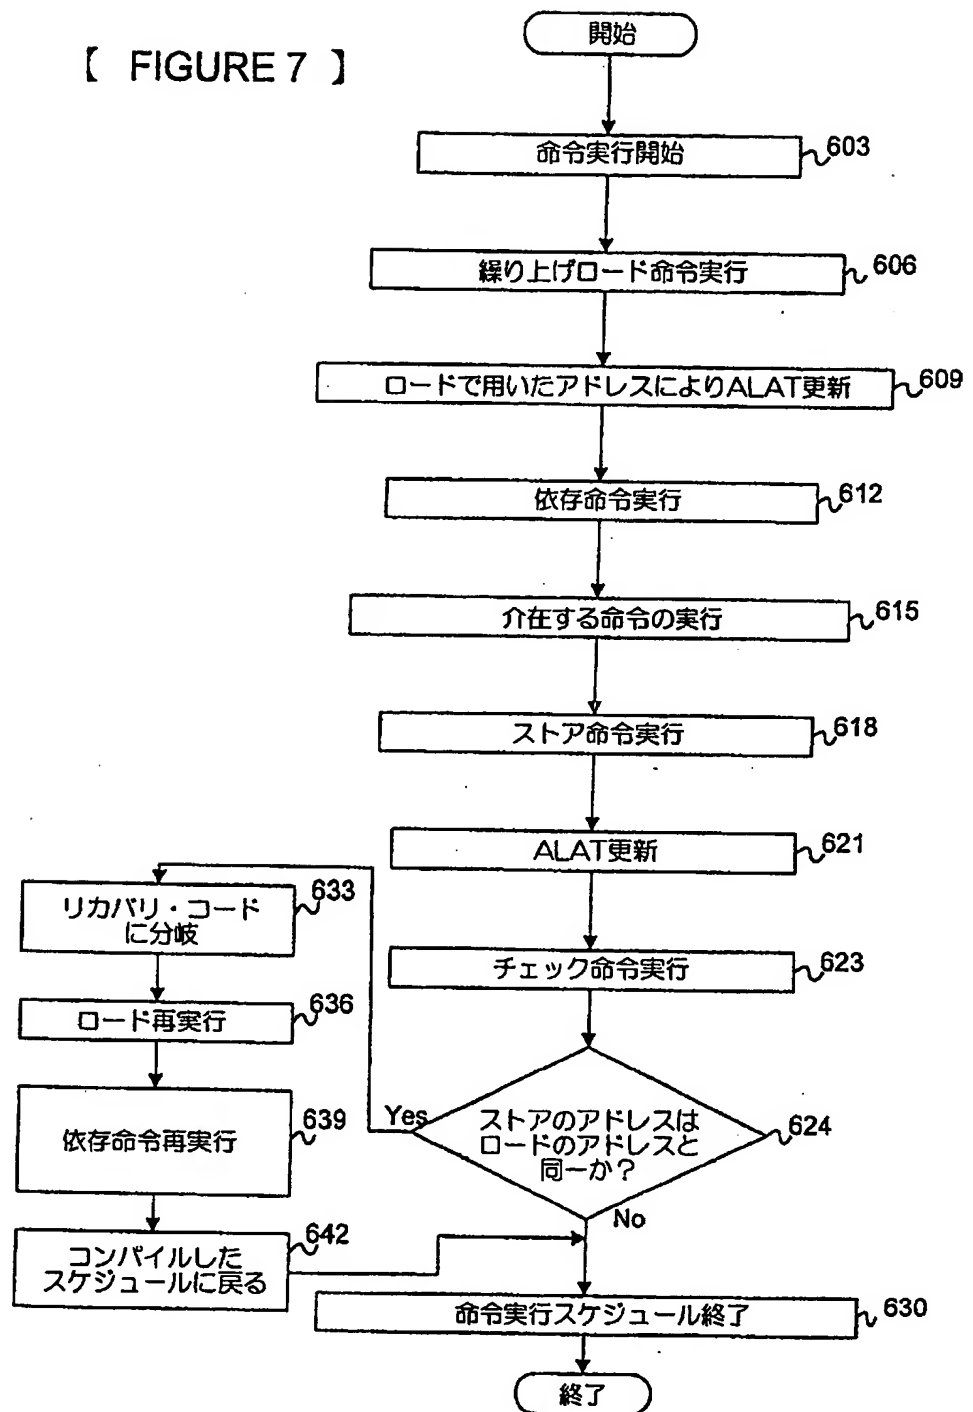 【 FIGURE 7 】
開始
命令実行開始
603
繰り上げロード命令実行
606
ロードで用いたアドレスによりALAT更新
609
依存命令実行
612
介在する命令の実行
615
ストア命令実行
618
ALAT更新
621
チェック命令実行
623
ストアのアドレスは
ロードのアドレスと
同一か？
624
Yes
No
リカバリ・コード
に分岐
633
ロード再実行
636
依存命令再実行
639
コンパイルした
スケジュールに戻る
642
命令実行スケジュール終了
630
終了